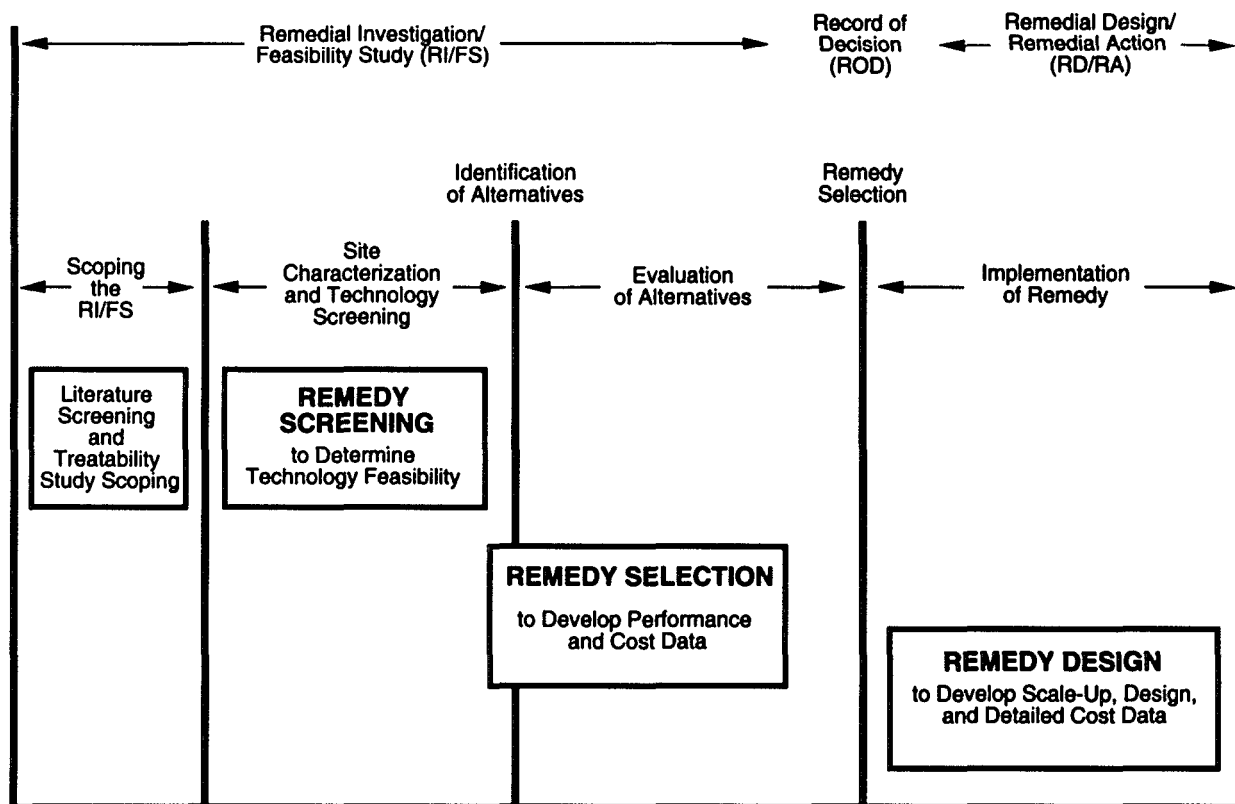 Remedial Investigation/
Feasibility Study (RI/FS)
Record of
Decision
(ROD)
Remedial Design/
Remedial Action
(RD/RA)
Identification
of Alternatives
Remedy
Selection
Scoping
the
RI/FS
Site
Characterization
and Technology
Screening
Evaluation
of Alternatives
Implementation
of Remedy
Literature
Screening
and
Treatability
Study Scoping
REMEDY
SCREENING
to Determine
Technology Feasibility
REMEDY SELECTION
to Develop Performance
and Cost Data
REMEDY DESIGN
to Develop Scale-Up, Design,
and Detailed Cost Data